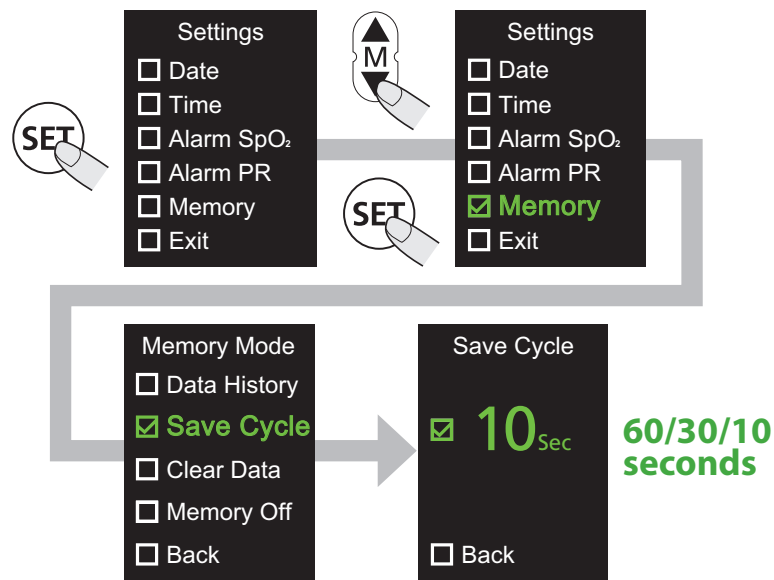 SET
Settings
Date
Time
Alarm SpO₂
Alarm PR
Memory
Exit
M
SET
Settings
Date
Time
Alarm SpO₂
Alarm PR
Memory
Exit
Memory Mode
Data History
Save Cycle
Clear Data
Memory Off
Back
Save Cycle
10Sec
Back
60/30/10
seconds